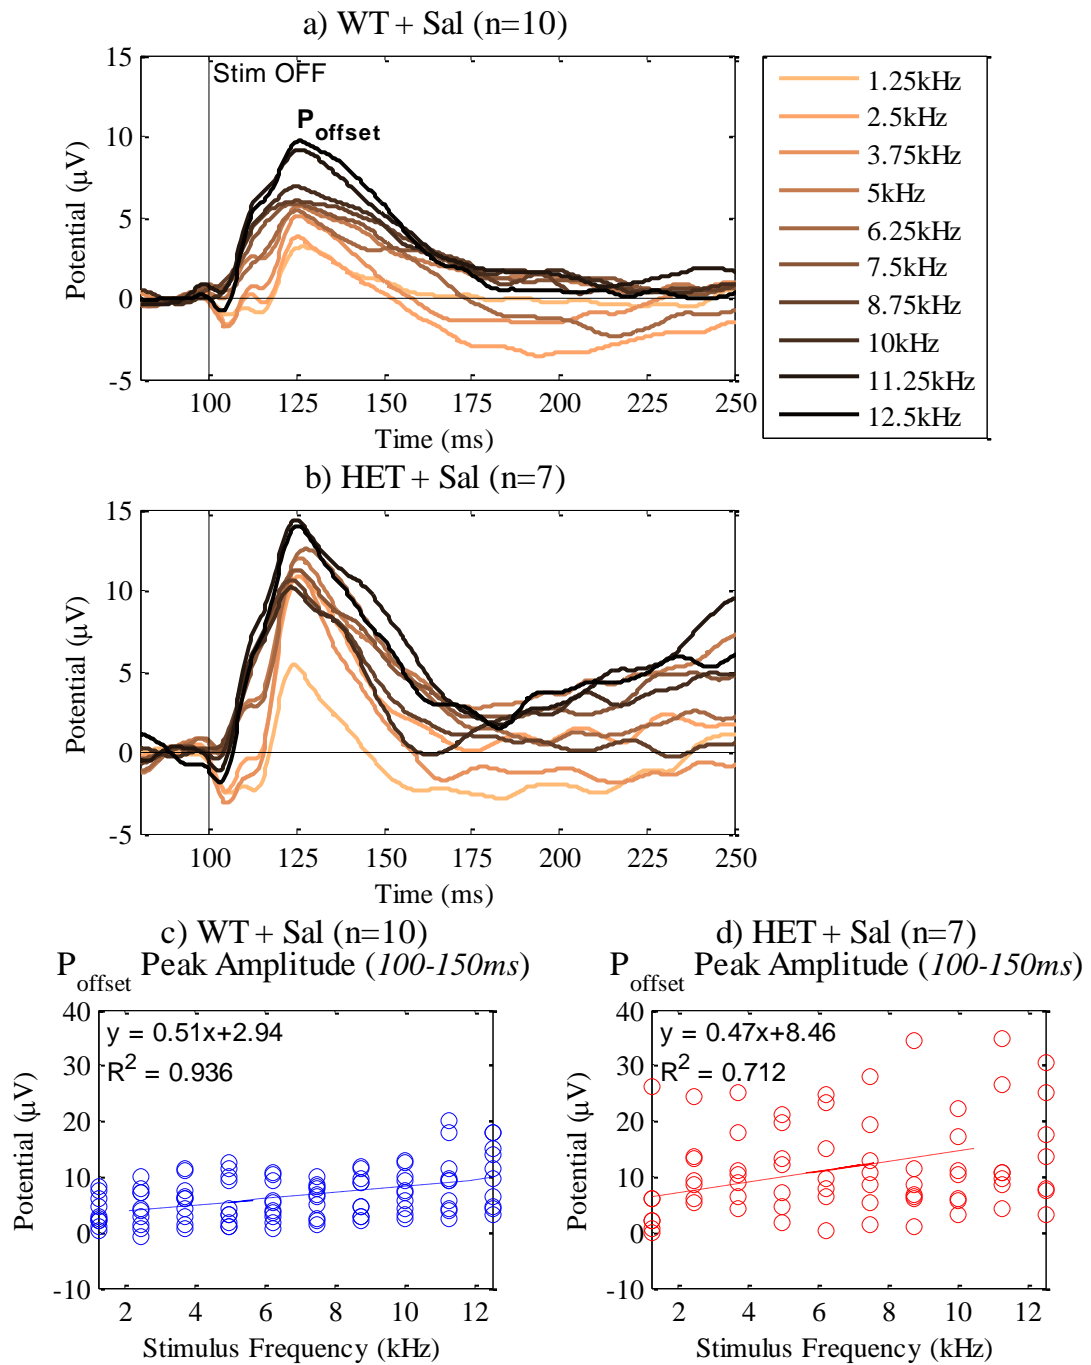 a) WT + Sal (n=10)
15
10
5
0
-5
Potential (µV)
Stim OFF
P_offset
100 125 150 175 200 225 250
Time (ms)
1.25kHz
2.5kHz
3.75kHz
5kHz
6.25kHz
7.5kHz
8.75kHz
10kHz
11.25kHz
12.5kHz
b) HET + Sal (n=7)
15
10
5
0
-5
Potential (µV)
100 125 150 175 200 225 250
Time (ms)
c) WT + Sal (n=10)
P_offset Peak Amplitude (100-150ms)
40
30
20
10
0
-10
Potential (µV)
y = 0.51x+2.94
R² = 0.936
2 4 6 8 10 12
Stimulus Frequency (kHz)
d) HET + Sal (n=7)
P_offset Peak Amplitude (100-150ms)
40
30
20
10
0
-10
Potential (µV)
y = 0.47x+8.46
R² = 0.712
2 4 6 8 10 12
Stimulus Frequency (kHz)